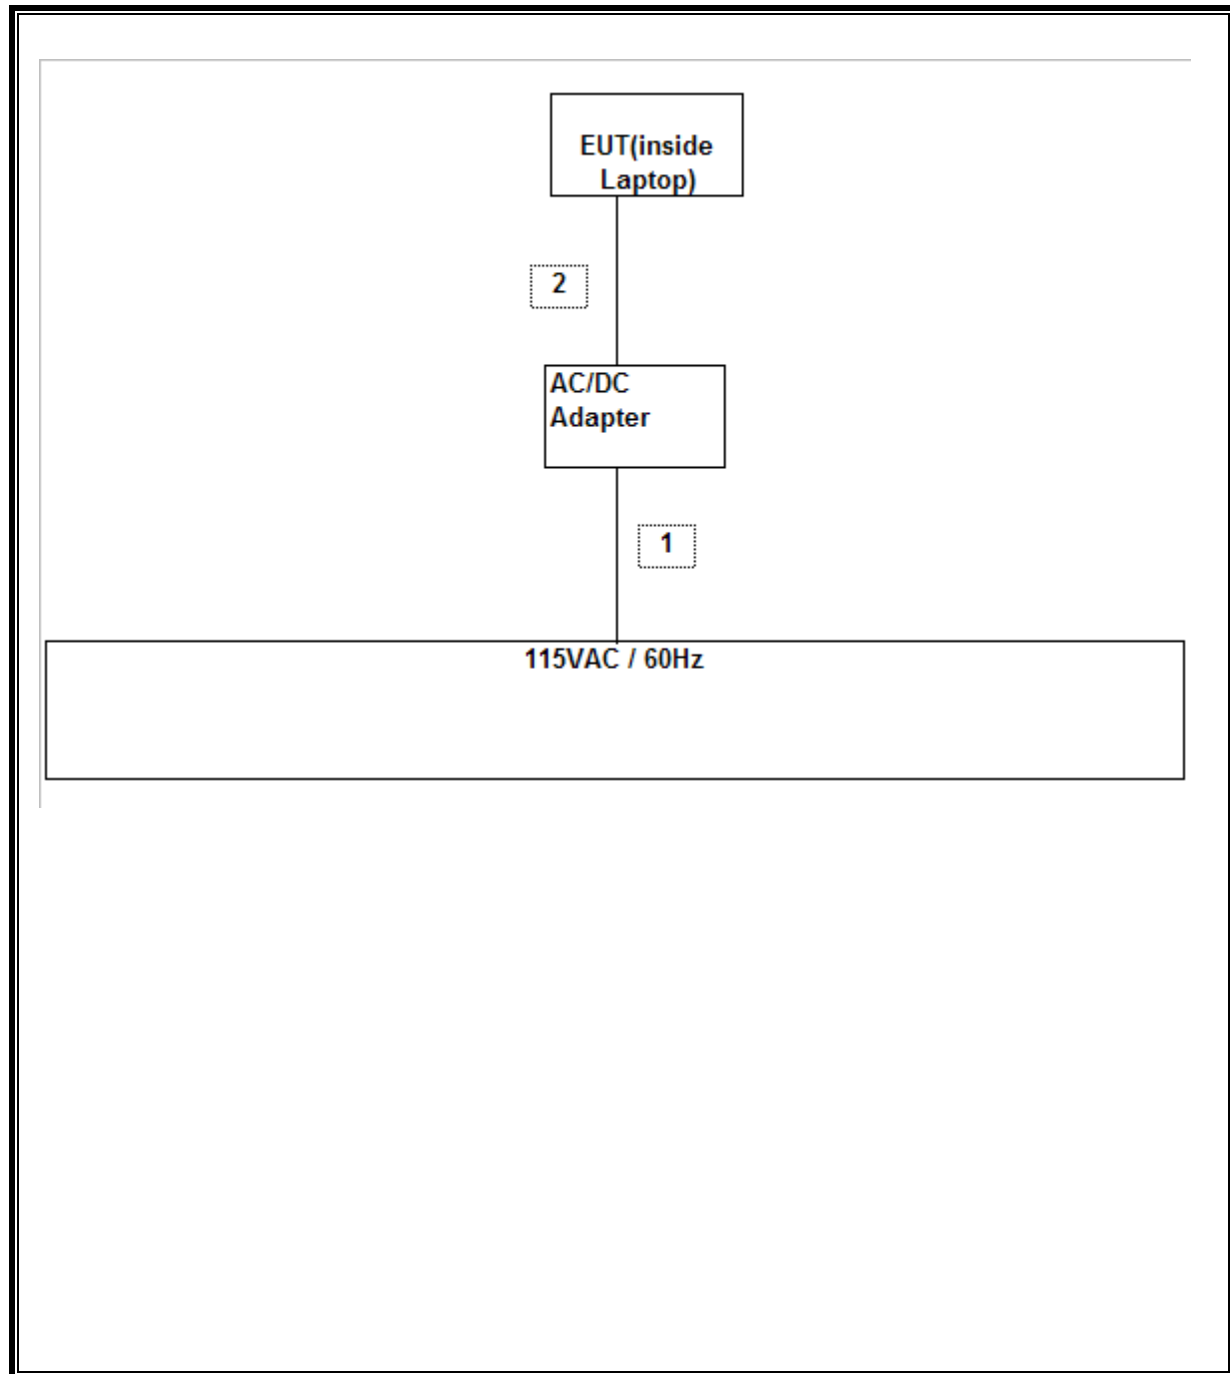 EUT(inside
Laptop)
2
AC/DC
Adapter
1
115VAC / 60Hz